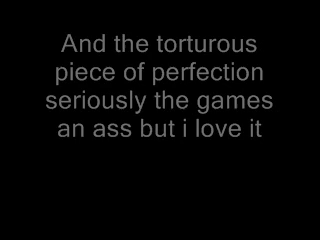 And the torturous
piece of perfection
seriously the games
an ass but i love it